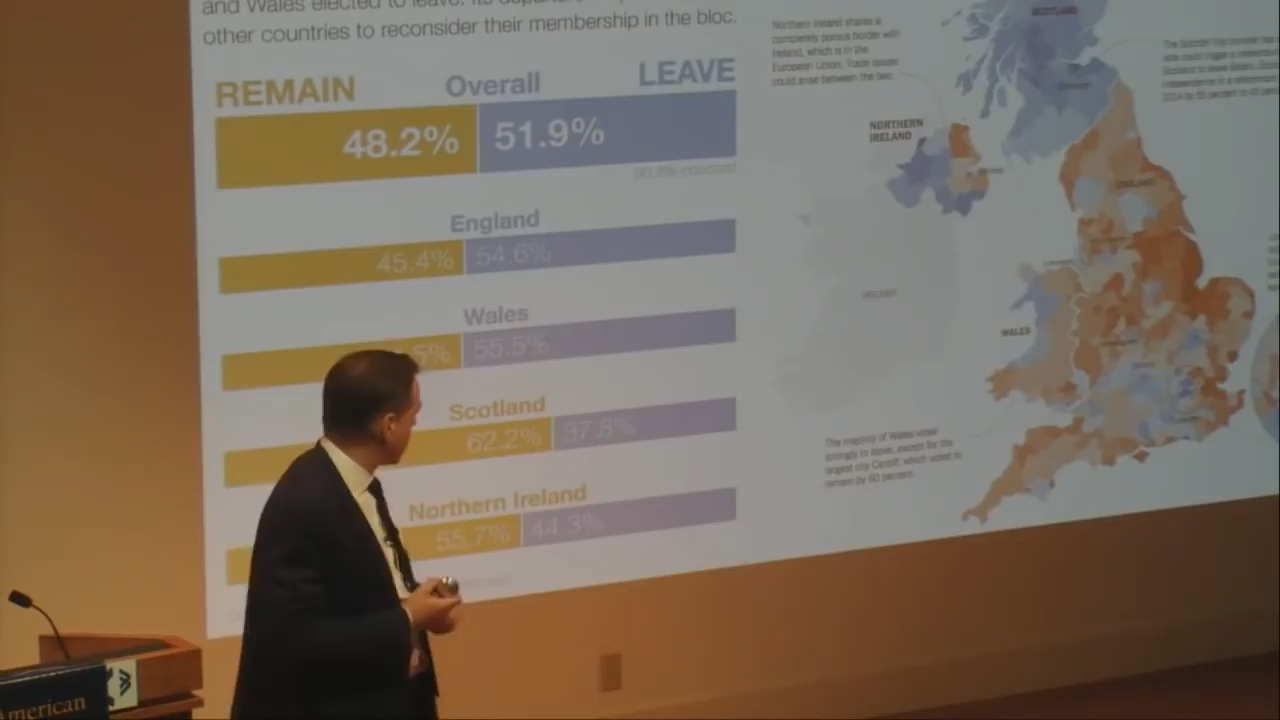 and Wales elected to leave. Its
other countries to reconsider their membership in the bloc.
REMAIN
Overall
LEAVE
48.2%
51.9%
England
45.4%
54.6%
Wales
55.5%
Scotland
62.2%
37.8%
Northern Ireland
55.7%
44.3%
Northern Ireland shares a
completely porous border with
Ireland, which is in the
European Union. Trade issues
could arise between the two.
SCOTLAND
NORTHERN
IRELAND
IRELAND
WALES
The majority of Wales voted
strongly to leave, except for the
largest city Cardiff, which voted to
remain by 60 percent.
American